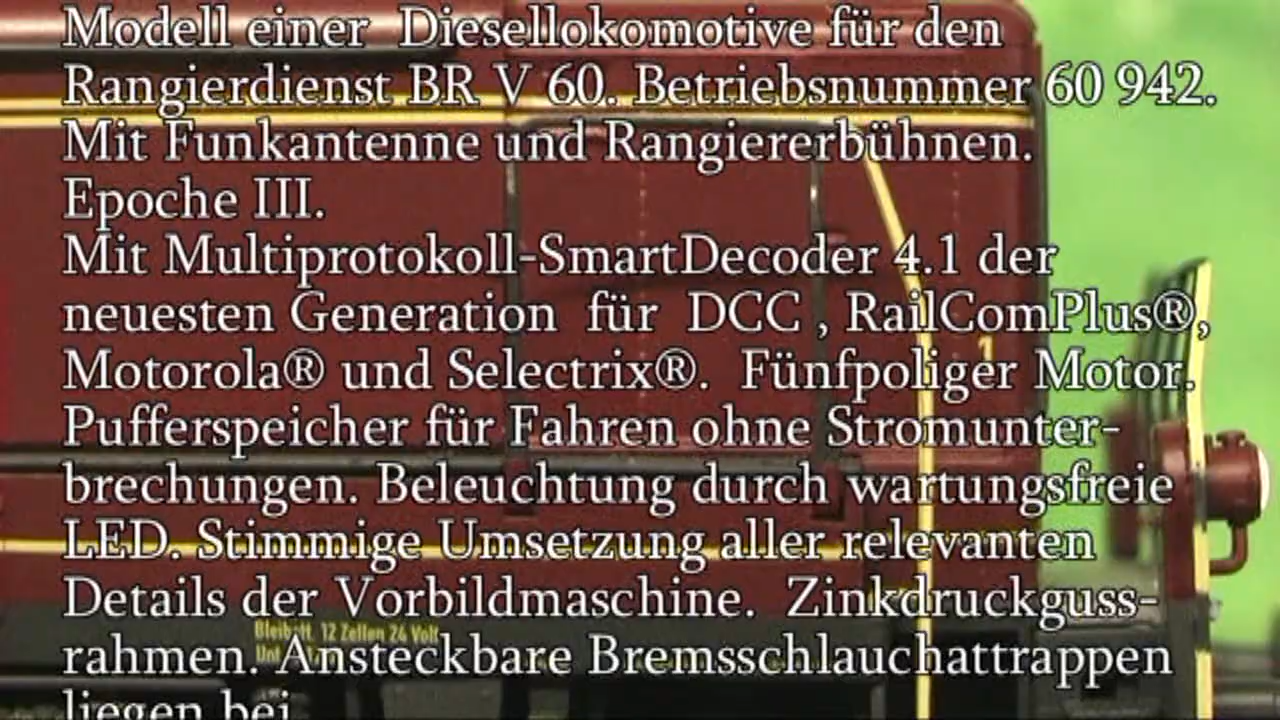 Modell einer Diesellokomotive für den
Rangierdienst BR V 60. Betriebsnummer 60 942.
Mit Funkantenne und Rangiererbühnen.
Epoche III.
Mit Multiprotokoll-SmartDecoder 4.1 der
neuesten Generation für DCC , RailComPlus®,
Motorola® und Selectrix®. Fünfpoliger Motor.
Pufferspeicher für Fahren ohne Stromunter-
brechungen. Beleuchtung durch wartungsfreie
LED. Stimmige Umsetzung aller relevanten
Details der Vorbildmaschine. Zinkdruckguss-
rahmen. Ansteckbare Bremsschlauchattrappen
liegen bei
1
12 Zellen 24 Volt